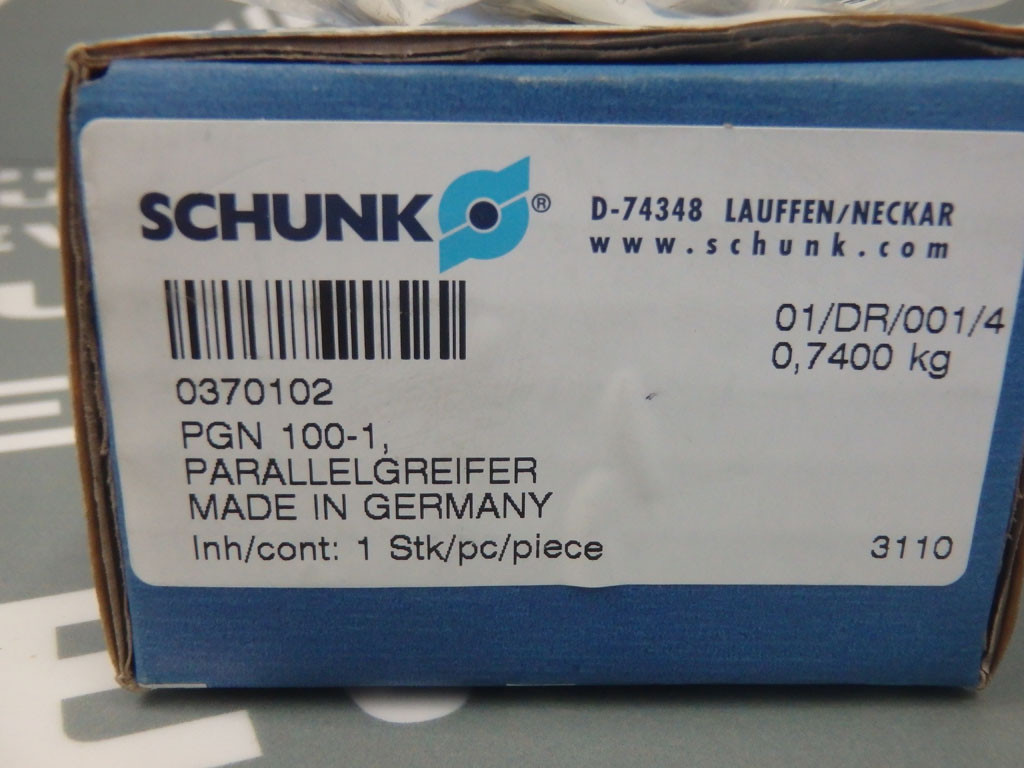 SCHUNK ®
D-74348 LAUFFEN/NECKAR
www.schunk.com
01/DR/001/4
0,7400 kg
0370102
PGN 100-1,
PARALLELGREIFER
MADE IN GERMANY
Inh/cont: 1 Stk/pc/piece
3110